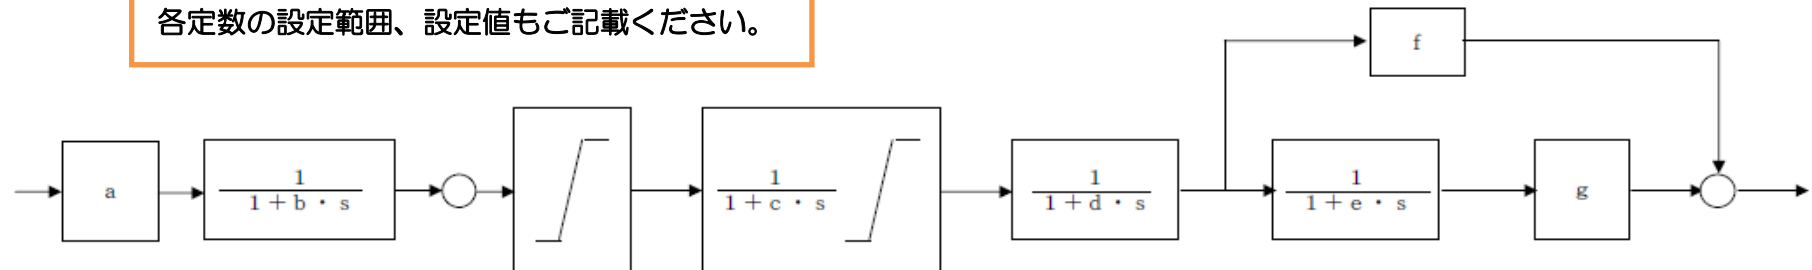 各定数の設定範囲、設定値もご記載ください。
f
a
1
1+b・s
1
1+c・s
1
1+d・s
1
1+e・s
g